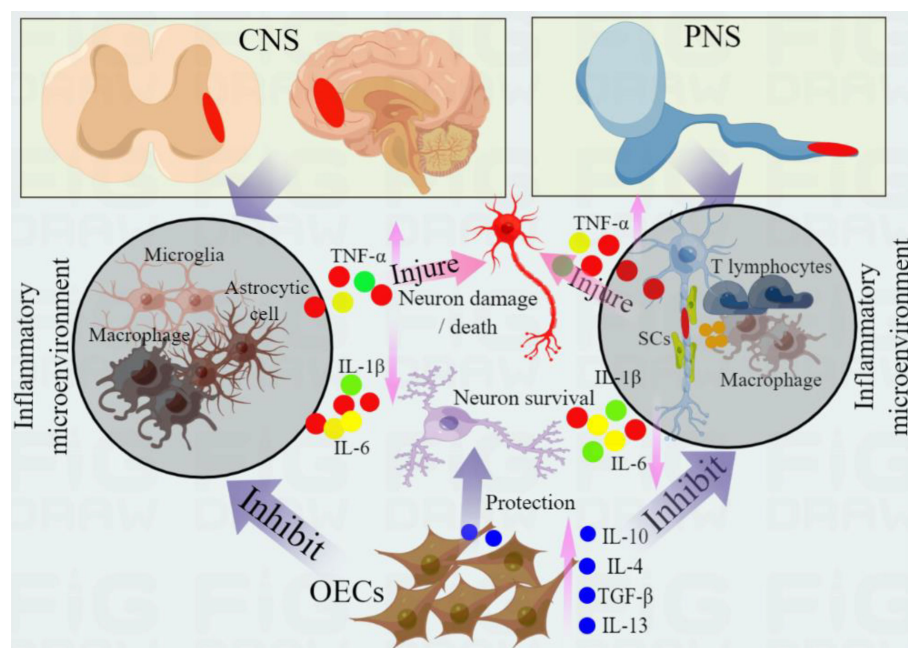 CNS
PNS
Inflammatory
microenvironment
Microglia
Astrocytic
cell
Macrophage
TNF-α
Injure
Neuron damage
/ death
IL-1β
IL-6
Neuron survival
TNF-α
Injure
T lymphocytes
SCs
Macrophage
IL-1β
IL-6
Inflammatory
microenvironment
Inhibit
Protection
Inhibit
OECs
IL-10
IL-4
TGF-β
IL-13
FiG
DRAW